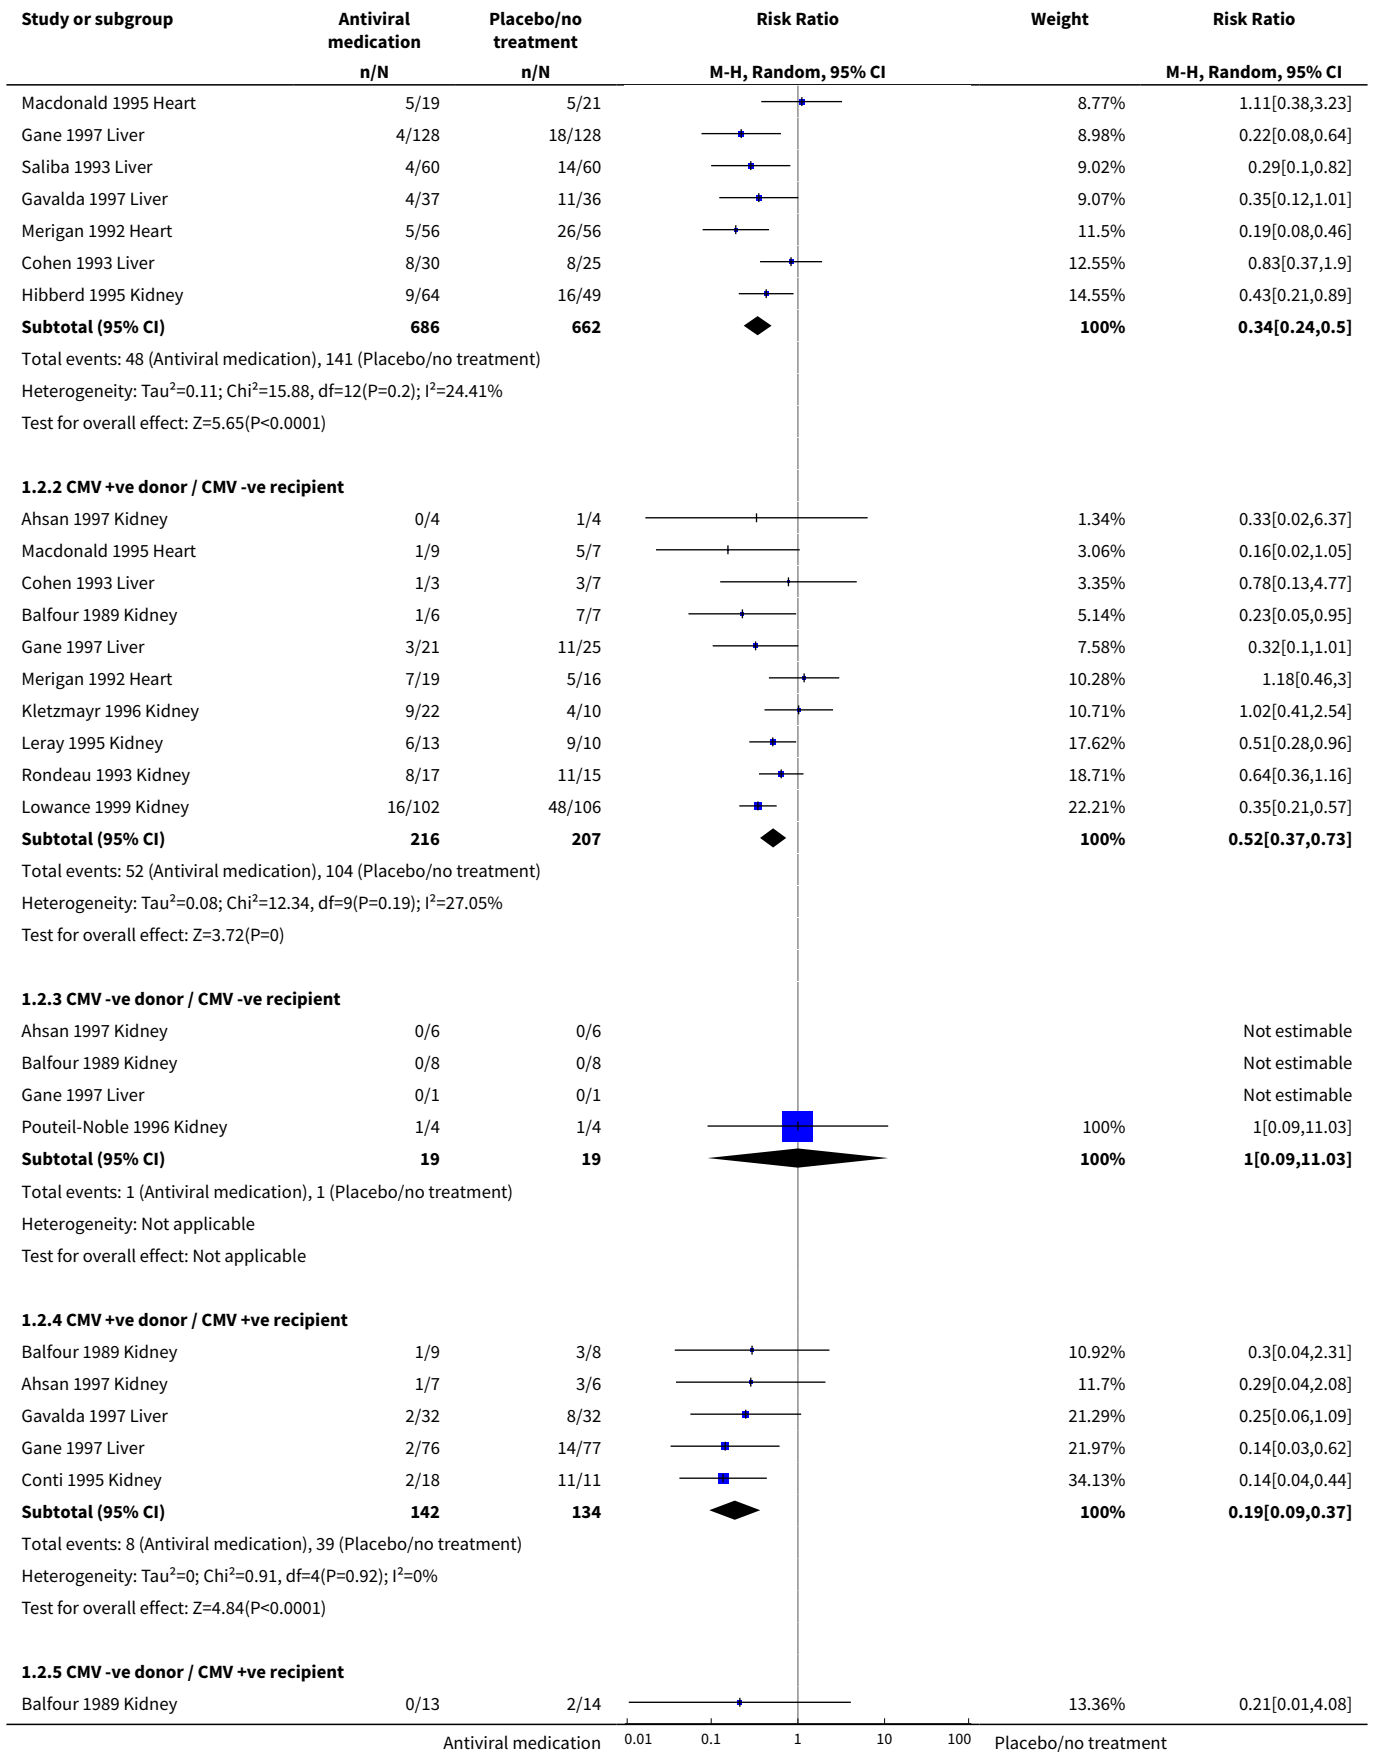 Study or subgroup Antiviral medication Placebo/no treatment Risk Ratio Weight Risk Ratio
n/N n/N M-H, Random, 95% CI M-H, Random, 95% CI
Macdonald 1995 Heart 5/19 5/21 8.77% 1.11[0.38,3.23]
Gane 1997 Liver 4/128 18/128 8.98% 0.22[0.08,0.64]
Saliba 1993 Liver 4/60 14/60 9.02% 0.29[0.1,0.82]
Gavalda 1997 Liver 4/37 11/36 9.07% 0.35[0.12,1.01]
Merigan 1992 Heart 5/56 26/56 11.5% 0.19[0.08,0.46]
Cohen 1993 Liver 8/30 8/25 12.55% 0.83[0.37,1.9]
Hibberd 1995 Kidney 9/64 16/49 14.55% 0.43[0.21,0.89]
Subtotal (95% CI) 686 662 100% 0.34[0.24,0.5]
Total events: 48 (Antiviral medication), 141 (Placebo/no treatment)
Heterogeneity: Tau²=0.11; Chi²=15.88, df=12(P=0.2); I²=24.41%
Test for overall effect: Z=5.65(P<0.0001)
1.2.2 CMV +ve donor / CMV -ve recipient
Ahsan 1997 Kidney 0/4 1/4 1.34% 0.33[0.02,6.37]
Macdonald 1995 Heart 1/9 5/7 3.06% 0.16[0.02,1.05]
Cohen 1993 Liver 1/3 3/7 3.35% 0.78[0.13,4.77]
Balfour 1989 Kidney 1/6 7/7 5.14% 0.23[0.05,0.95]
Gane 1997 Liver 3/21 11/25 7.58% 0.32[0.1,1.01]
Merigan 1992 Heart 7/19 5/16 10.28% 1.18[0.46,3]
Kletzmayr 1996 Kidney 9/22 4/10 10.71% 1.02[0.41,2.54]
Leray 1995 Kidney 6/13 9/10 17.62% 0.51[0.28,0.96]
Rondeau 1993 Kidney 8/17 11/15 18.71% 0.64[0.36,1.16]
Lowance 1999 Kidney 16/102 48/106 22.21% 0.35[0.21,0.57]
Subtotal (95% CI) 216 207 100% 0.52[0.37,0.73]
Total events: 52 (Antiviral medication), 104 (Placebo/no treatment)
Heterogeneity: Tau²=0.08; Chi²=12.34, df=9(P=0.19); I²=27.05%
Test for overall effect: Z=3.72(P=0)
1.2.3 CMV -ve donor / CMV -ve recipient
Ahsan 1997 Kidney 0/6 0/6 Not estimable
Balfour 1989 Kidney 0/8 0/8 Not estimable
Gane 1997 Liver 0/1 0/1 Not estimable
Pouteil-Noble 1996 Kidney 1/4 1/4 100% 1[0.09,11.03]
Subtotal (95% CI) 19 19 100% 1[0.09,11.03]
Total events: 1 (Antiviral medication), 1 (Placebo/no treatment)
Heterogeneity: Not applicable
Test for overall effect: Not applicable
1.2.4 CMV +ve donor / CMV +ve recipient
Balfour 1989 Kidney 1/9 3/8 10.92% 0.3[0.04,2.31]
Ahsan 1997 Kidney 1/7 3/6 11.7% 0.29[0.04,2.08]
Gavalda 1997 Liver 2/32 8/32 21.29% 0.25[0.06,1.09]
Gane 1997 Liver 2/76 14/77 21.97% 0.14[0.03,0.62]
Conti 1995 Kidney 2/18 11/11 34.13% 0.14[0.04,0.44]
Subtotal (95% CI) 142 134 100% 0.19[0.09,0.37]
Total events: 8 (Antiviral medication), 39 (Placebo/no treatment)
Heterogeneity: Tau²=0; Chi²=0.91, df=4(P=0.92); I²=0%
Test for overall effect: Z=4.84(P<0.0001)
1.2.5 CMV -ve donor / CMV +ve recipient
Balfour 1989 Kidney 0/13 2/14 13.36% 0.21[0.01,4.08]
Antiviral medication 0.01 0.1 1 10 100 Placebo/no treatment